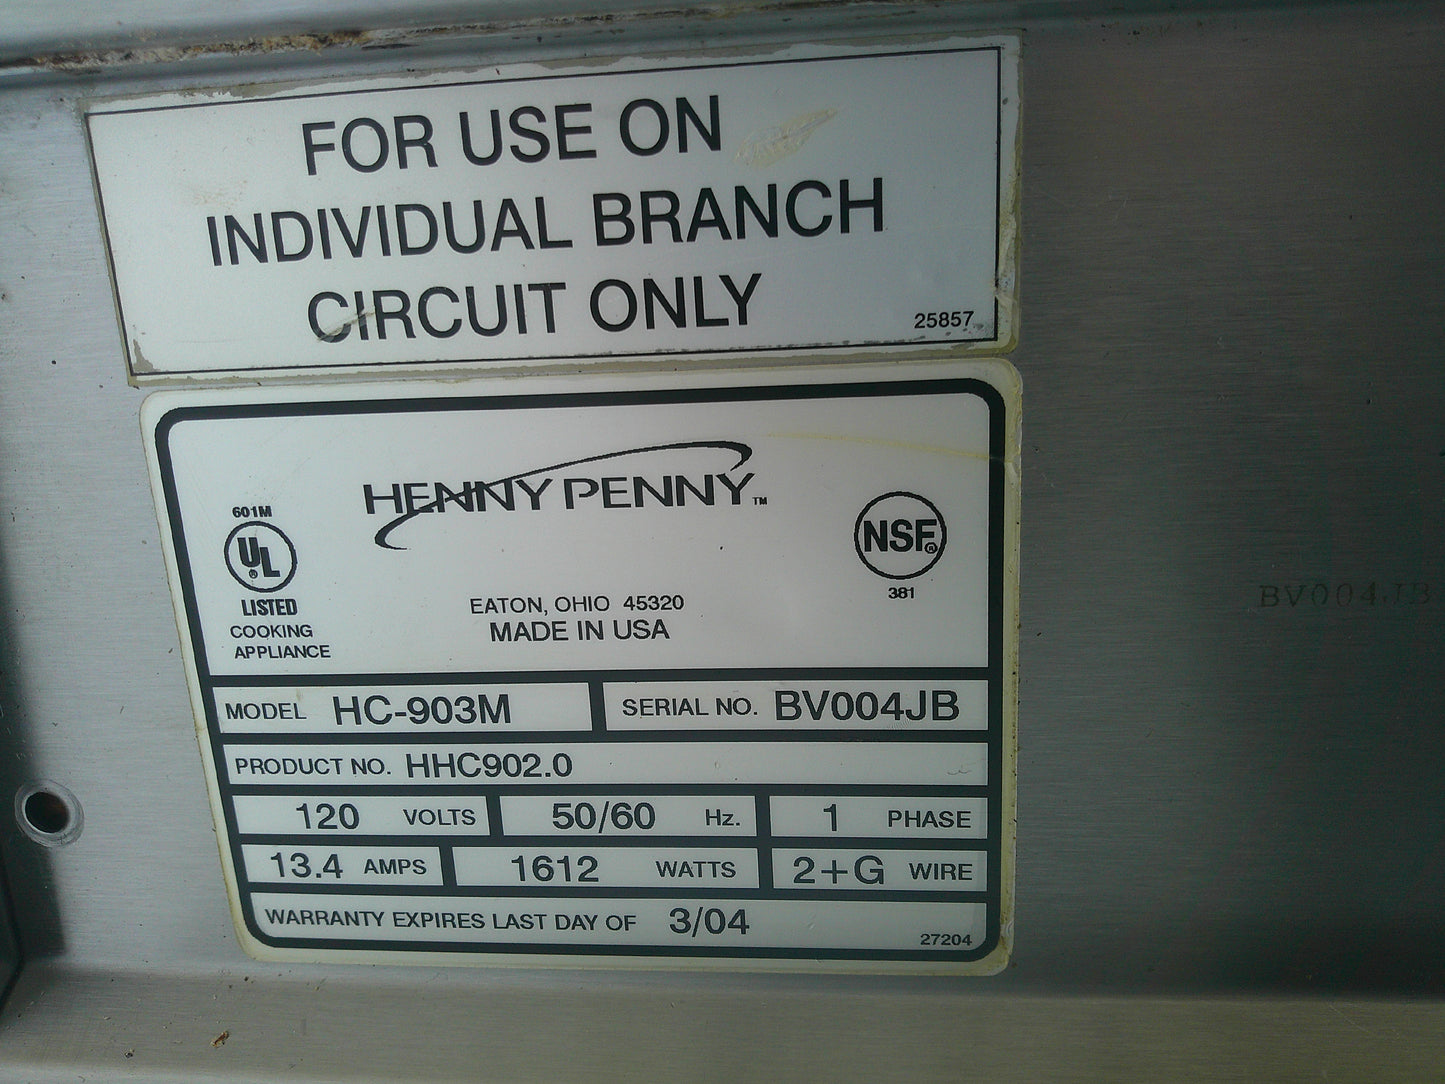 FOR USE ON
INDIVIDUAL BRANCH
CIRCUIT ONLY
25857
HENNY PENNY™
601M
UL®
LISTED
COOKING
APPLIANCE
EATON, OHIO 45320
MADE IN USA
NSF®
381
MODEL HC-903M
SERIAL NO. BV004JB
PRODUCT NO. HHC902.0
120 VOLTS 50/60 Hz. 1 PHASE
13.4 AMPS 1612 WATTS 2+G WIRE
WARRANTY EXPIRES LAST DAY OF 3/04
27204
BV004JB